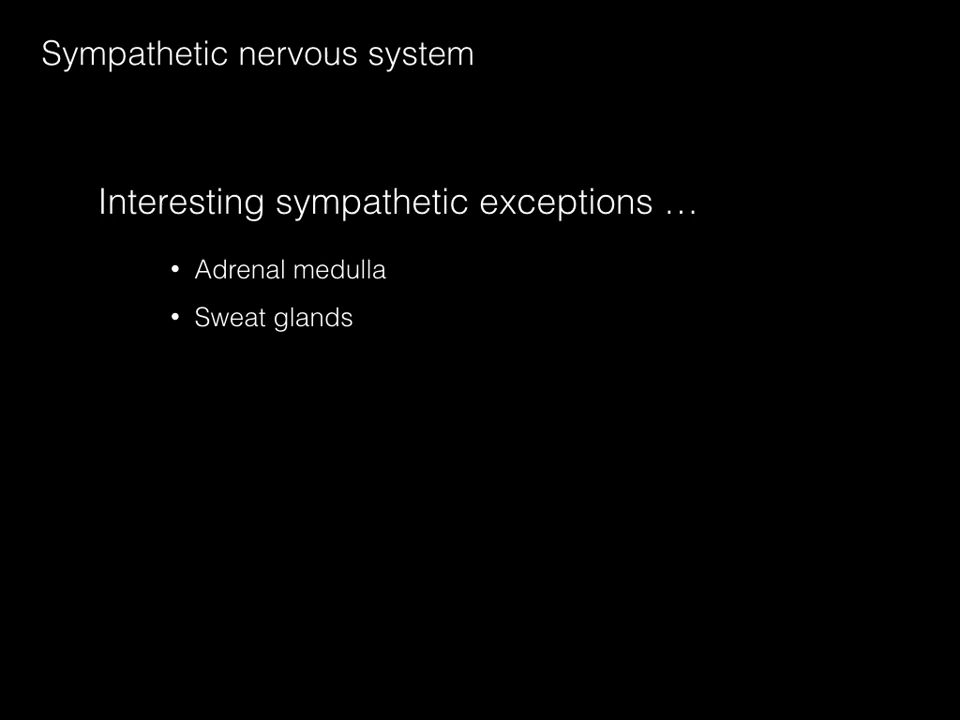 Sympathetic nervous system
Interesting sympathetic exceptions …
• Adrenal medulla
• Sweat glands